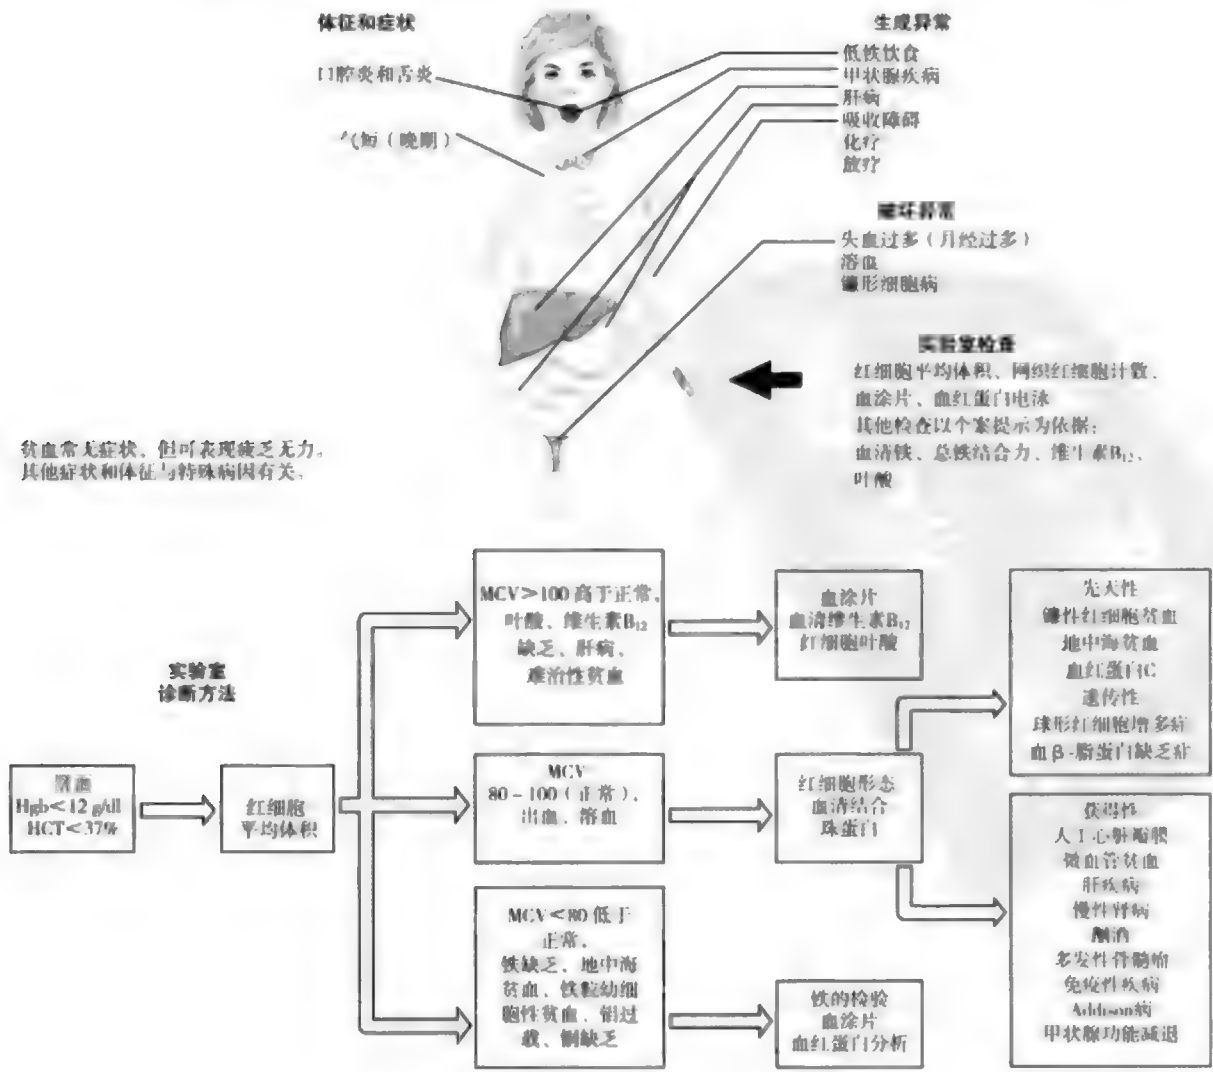 体征和症状
口腔炎和舌炎
气短（晚期）
生成异常
低铁饮食
甲状腺疾病
肝病
吸收障碍
化疗
放疗
破坏异常
失血过多（月经过多）
溶血
镰形细胞病
实验室检查
红细胞平均体积、网织红细胞计数、
血涂片、血红蛋白电泳
其他检查以个案提示为依据：
血清铁、总铁结合力、维生素B₁₂、
叶酸
贫血常无症状，但可表现疲乏无力。
其他症状和体征与特殊病因有关。
实验室
诊断方法
Hgb＜12 g/dl
HCT＜37%
红细胞
平均体积
MCV＞100 高于正常，
叶酸、维生素B₁₂
缺乏、肝病、
难治性贫血
血涂片
血清维生素B₁₂
红细胞叶酸
MCV
80－100（正常），
出血、溶血
红细胞形态
血清结合
珠蛋白
MCV＜80 低于
正常，
铁缺乏、地中海
贫血、铁粒幼细
胞性贫血、铅过
载、铜缺乏
铁的检验
血涂片
血红蛋白分析
先天性
镰性红细胞贫血
地中海贫血
血红蛋白C
遗传性
球形红细胞增多症
血β-脂蛋白缺乏症
获得性
人工心脏瓣膜
微血管贫血
肝疾病
慢性肾病
酗酒
多发性骨髓瘤
免疫性疾病
Addison病
甲状腺功能减退